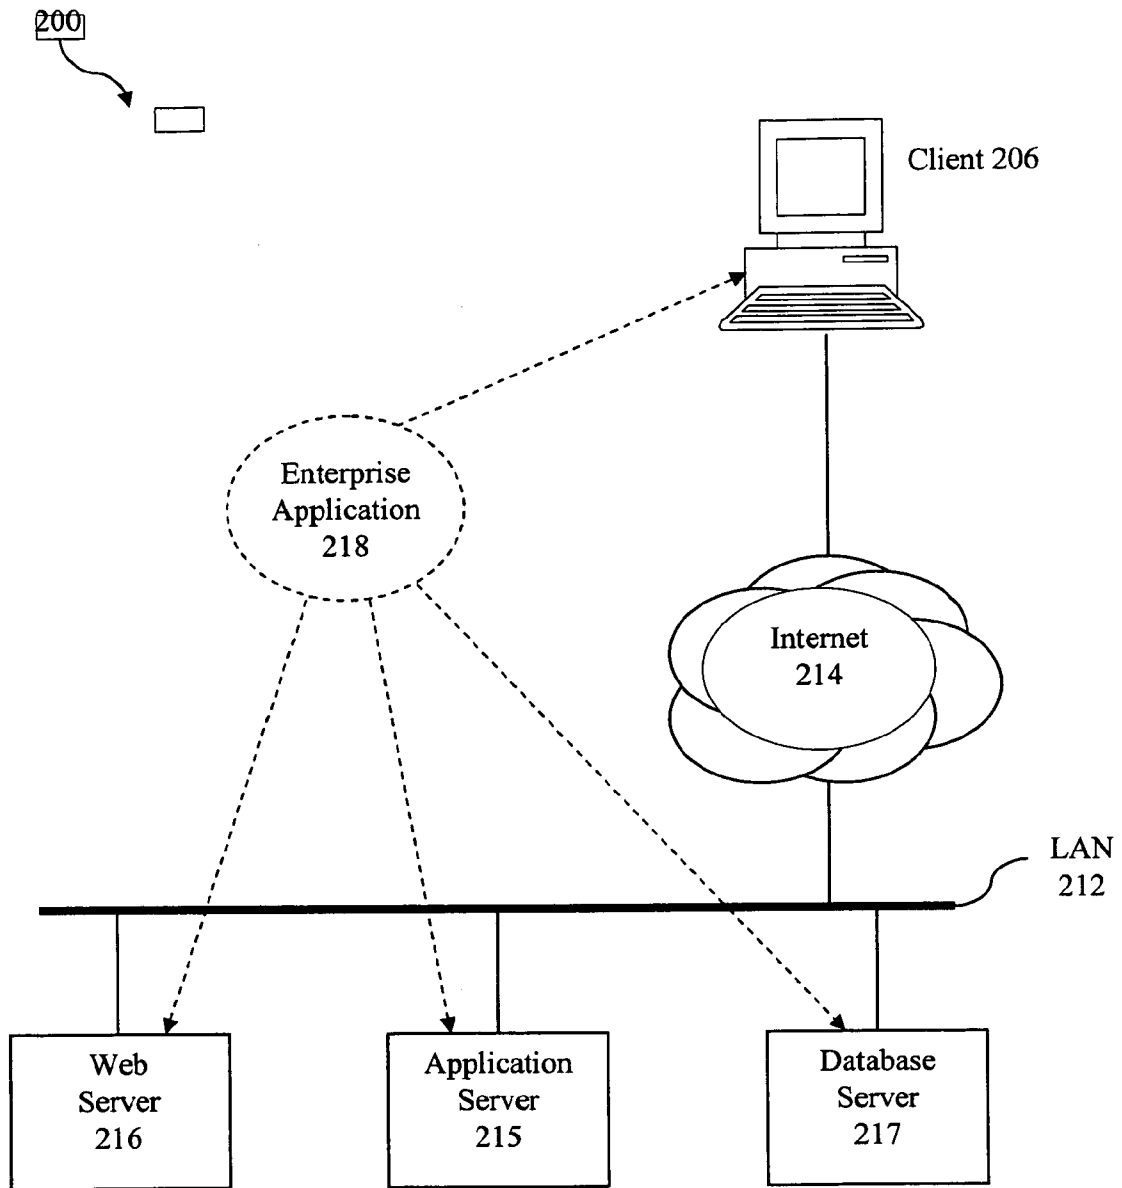 200
Client 206
Enterprise
Application
218
Internet
214
LAN
212
Web
Server
216
Application
Server
215
Database
Server
217